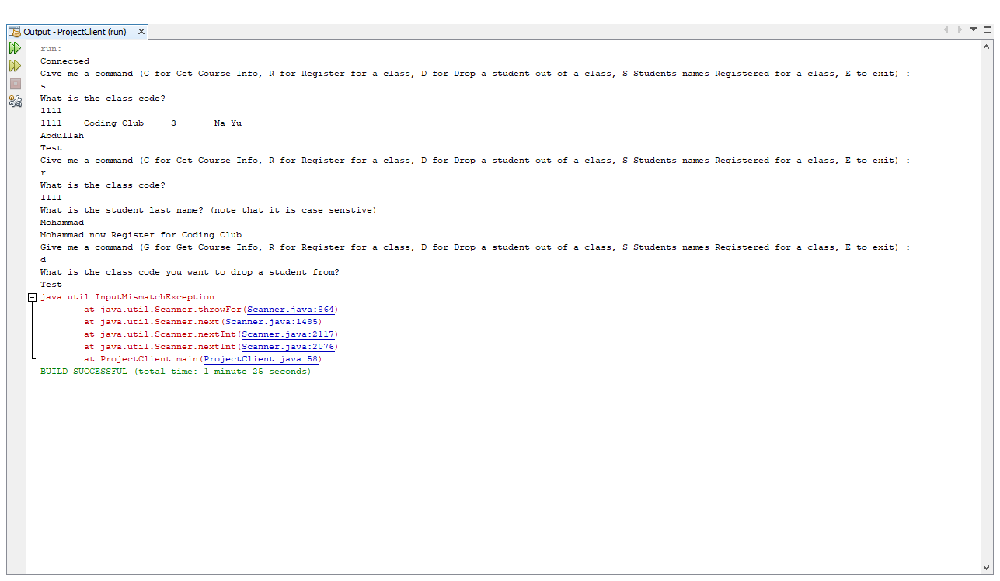 Output - ProjectClient (run)
run:
Connected
Give me a command (G for Get Course Info, R for Register for a class, D for Drop a student out of a class, S Students names Registered for a class, E to exit) :
s
What is the class code?
1111
1111    Coding Club     3       Na Yu
Abdullah
Test
Give me a command (G for Get Course Info, R for Register for a class, D for Drop a student out of a class, S Students names Registered for a class, E to exit) :
r
What is the class code?
1111
What is the student last name? (note that it is case senstive)
Mohammad
Mohammad now Register for Coding Club
Give me a command (G for Get Course Info, R for Register for a class, D for Drop a student out of a class, S Students names Registered for a class, E to exit) :
d
What is the class code you want to drop a student from?
Test
java.util.InputMismatchException
        at java.util.Scanner.throwFor(Scanner.java:864)
        at java.util.Scanner.next(Scanner.java:1485)
        at java.util.Scanner.nextInt(Scanner.java:2117)
        at java.util.Scanner.nextInt(Scanner.java:2076)
        at ProjectClient.main(ProjectClient.java:58)
BUILD SUCCESSFUL (total time: 1 minute 25 seconds)